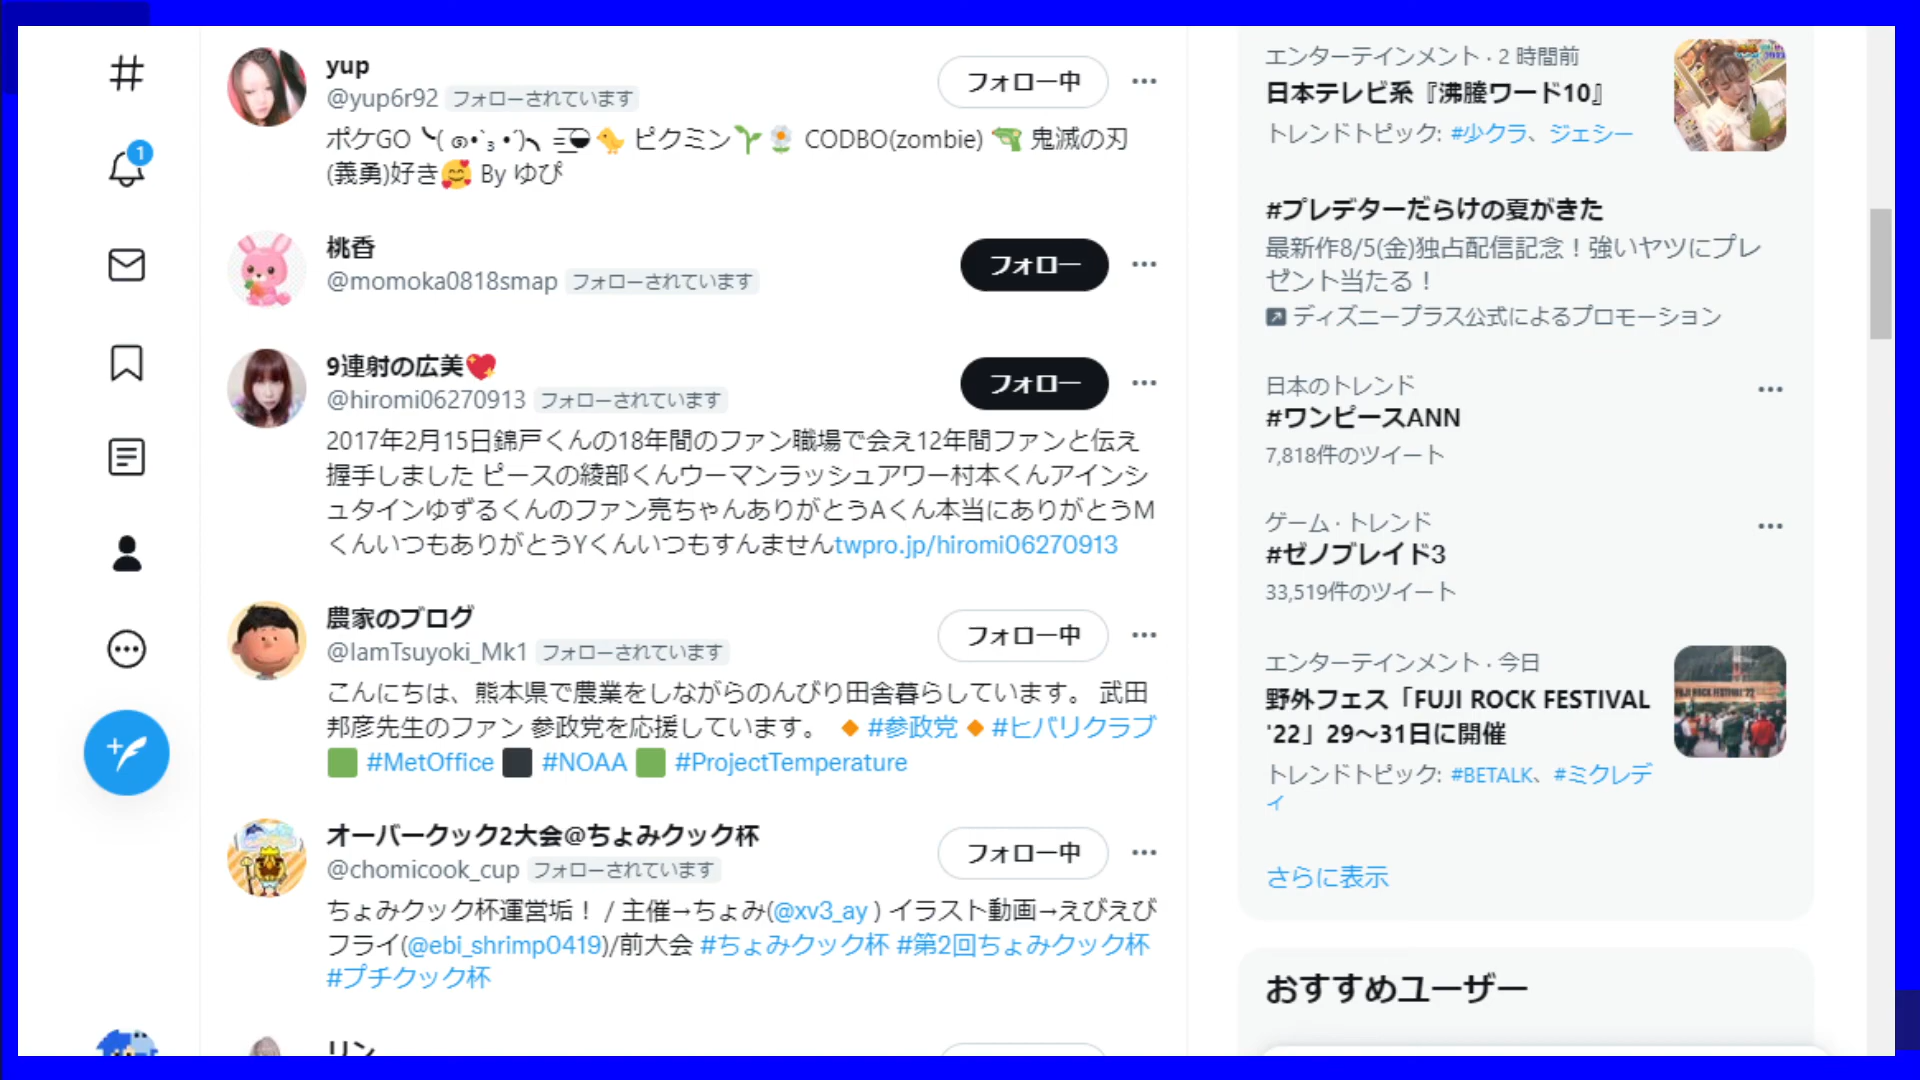 1
yup
@yup6r92 フォローされています
フォロー中
ポケGO ピクミン CODBO(zombie) 鬼滅の刃
(義勇)好き🥰 By ゆぴ
桃香
@momoka0818smap フォローされています
フォロー
9連射の広美💖
@hiromi06270913 フォローされています
フォロー
2017年2月15日錦戸くんの18年間のファン職場で会え12年間ファンと伝え
握手しました ピースの綾部くんウーマンラッシュアワー村本くんアインシ
ュタインゆずるくんのファン亮ちゃんありがとうAくん本当にありがとうM
くんいつもありがとうYくんいつもすんませんtwpro.jp/hiromi06270913
農家のブログ
@IamTsuyoki_Mk1 フォローされています
フォロー中
こんにちは、熊本県で農業をしながらのんびり田舎暮らしています。 武田
邦彦先生のファン 参政党を応援しています。 🔸#参政党🔸#ヒバリクラブ
🟩 #MetOffice ⬛ #NOAA 🟩 #ProjectTemperature
オーバークック2大会@ちょみクック杯
@chomicook_cup フォローされています
フォロー中
ちょみクック杯運営垢！ / 主催→ちょみ(@xv3_ay ) イラスト動画→えびえび
フライ(@ebi_shrimp0419)/前大会 #ちょみクック杯 #第2回ちょみクック杯
#プチクック杯
リン
エンターテインメント · 2 時間前
日本テレビ系『沸騰ワード10』
トレンドトピック: #少クラ、ジェシー
#プレデターだらけの夏がきた
最新作8/5(金)独占配信記念！強いヤツにプレ
ゼント当たる！
ディズニープラス公式によるプロモーション
日本のトレンド
#ワンピースANN
7,818件のツイート
ゲーム · トレンド
#ゼノブレイド3
33,519件のツイート
エンターテインメント · 今日
野外フェス「FUJI ROCK FESTIVAL
'22」29〜31日に開催
トレンドトピック: #BETALK、#ミクレデ
ィ
さらに表示
おすすめユーザー